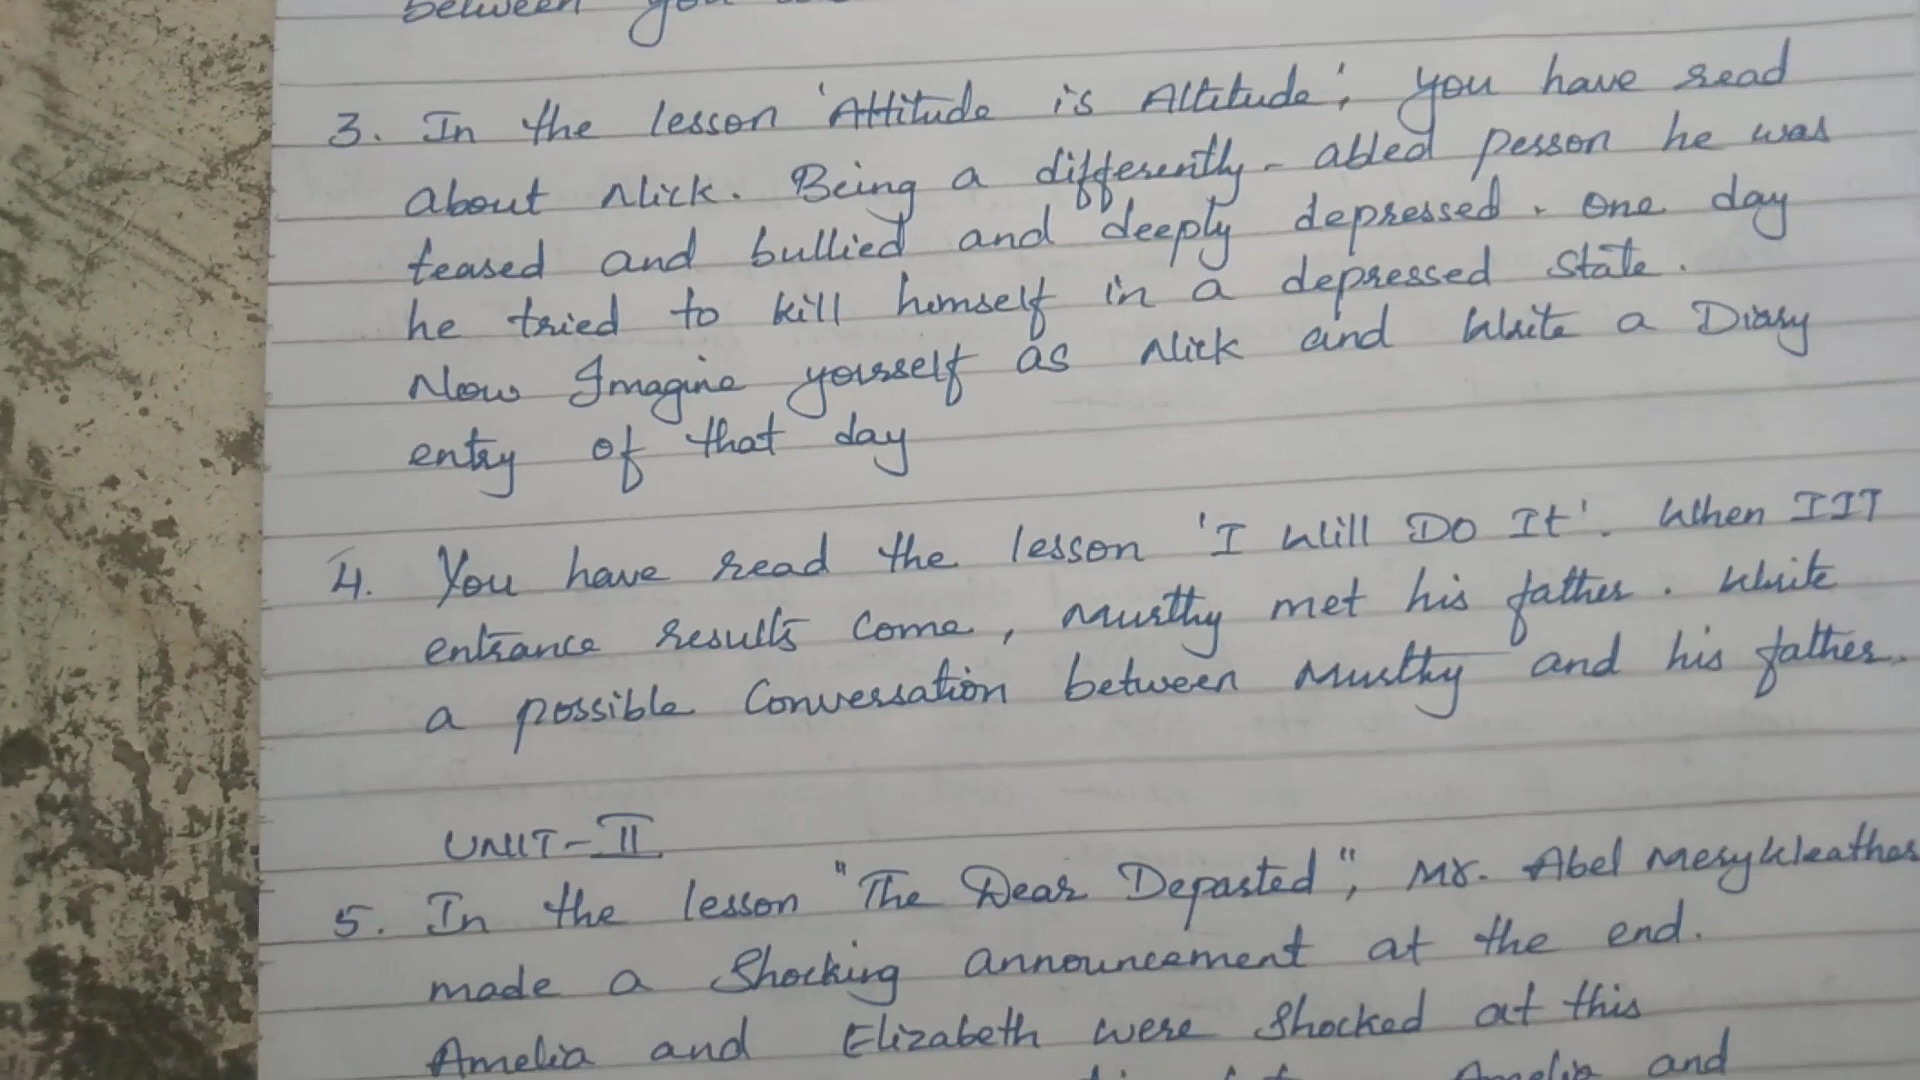 between you
3. In the lesson 'Attitude is Altitude', you have read
about Nick. Being a differently-abled person he was
teased and bullied and deeply depressed. One day
he tried to kill himself in a depressed state.
Now Imagine yourself as Nick and Write a Diary
entry of that day
4. You have read the lesson 'I Will Do It'. When IIT
entrance results come, Murthy met his father. Write
a possible Conversation between Murthy and his father.
UNIT-II
5. In the lesson "The Dear Departed", Mr. Abel Merykleather
made a Shocking announcement at the end.
Amelia and Elizabeth were Shocked at this
Amelia and